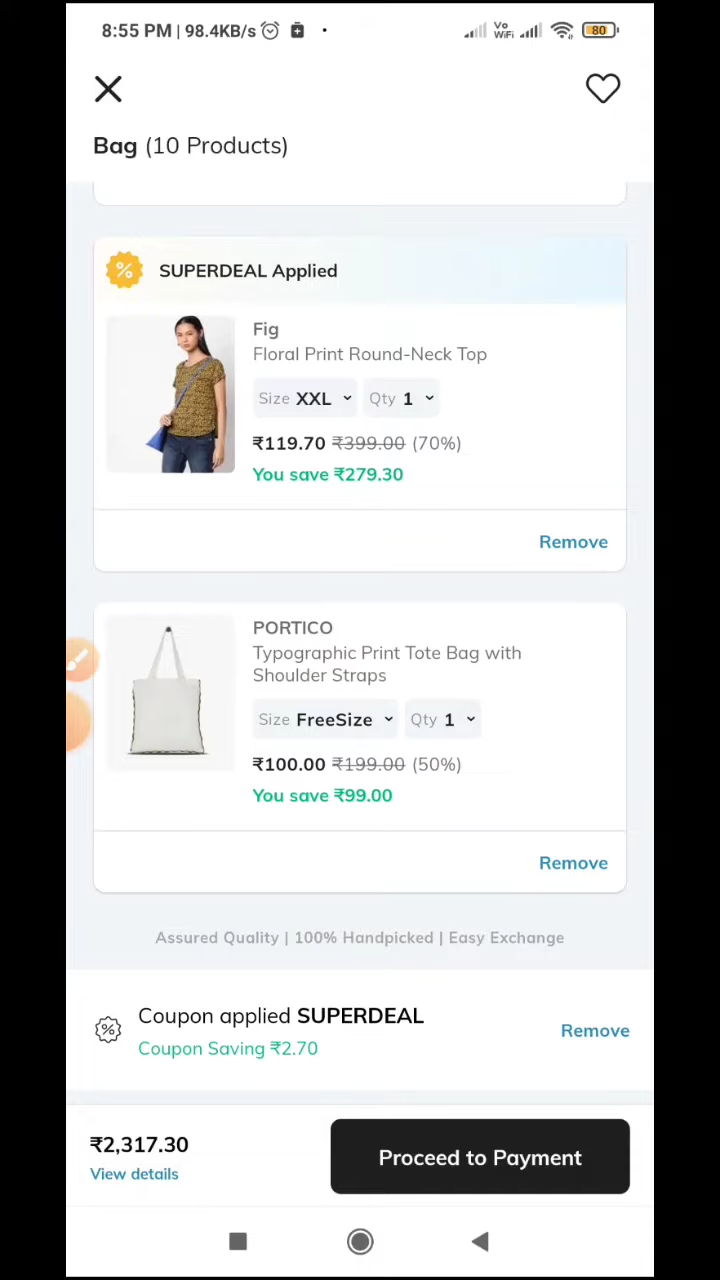 8:55 PM | 98.4KB/s
Vo WiFi
80
Bag (10 Products)
SUPERDEAL Applied
Fig
Floral Print Round-Neck Top
Size XXL Qty 1
₹119.70 ₹399.00 (70%)
You save ₹279.30
Remove
PORTICO
Typographic Print Tote Bag with
Shoulder Straps
Size FreeSize Qty 1
₹100.00 ₹199.00 (50%)
You save ₹99.00
Remove
Assured Quality | 100% Handpicked | Easy Exchange
Coupon applied SUPERDEAL
Remove
Coupon Saving ₹2.70
₹2,317.30
Proceed to Payment
View details